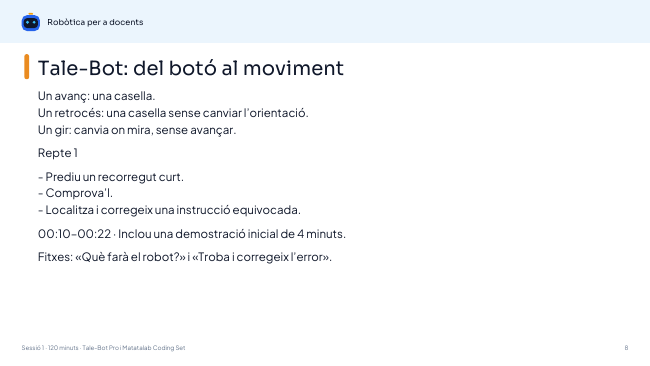 Robòtica per a docents
Tale-Bot: del botó al moviment
Un avanç: una casella.
Un retrocés: una casella sense canviar l'orientació.
Un gir: canvia on mira, sense avançar.
Repte 1
- Prediu un recorregut curt.
- Comprova'l.
- Localitza i corregeix una instrucció equivocada.
00:10–00:22 · Inclou una demostració inicial de 4 minuts.
Fitxes: «Què farà el robot?» i «Troba i corregeix l'error».
Sessió 1 · 120 minuts · Tale-Bot Pro i Matatalab Coding Set
8